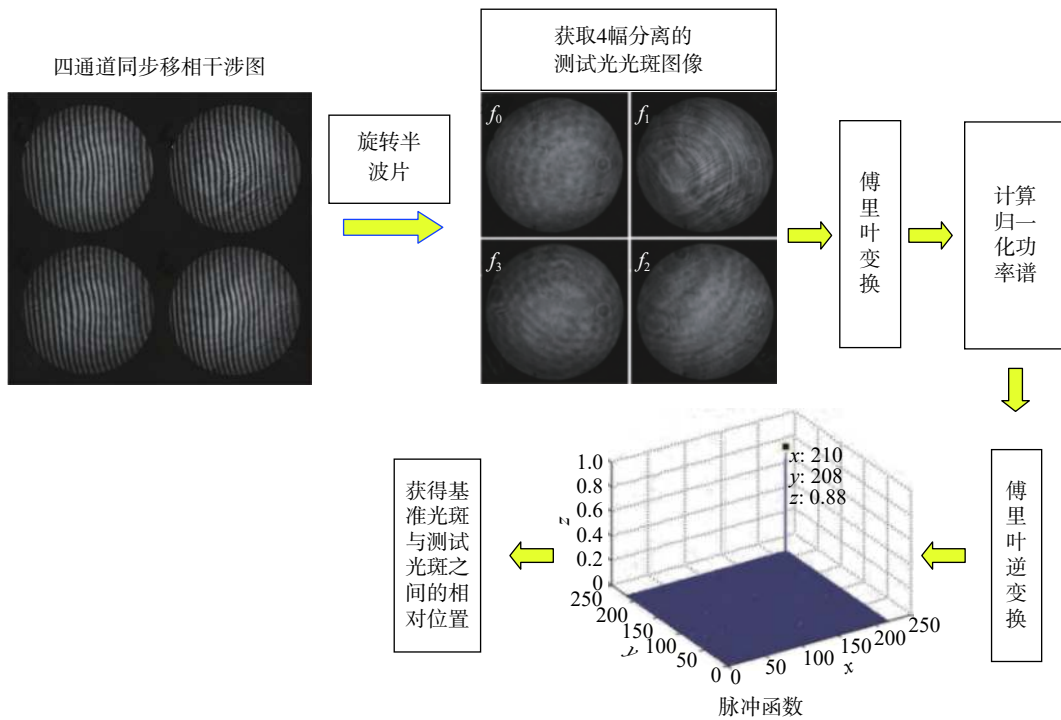 四通道同步移相干涉图
旋转半
波片
获取4幅分离的
测试光光斑图像
f0
f1
f3
f2
傅
里
叶
变
换
计算
归一
化功
率谱
傅
里
叶
逆
变
换
x: 210
y: 208
z: 0.88
1.0
0.8
0.6
0.4
0.2
0
z
250
200
150
100
50
0
y
0
50
100
150
200
250
x
脉冲函数
获得基
准光斑
与测试
光斑之
间的相
对位置